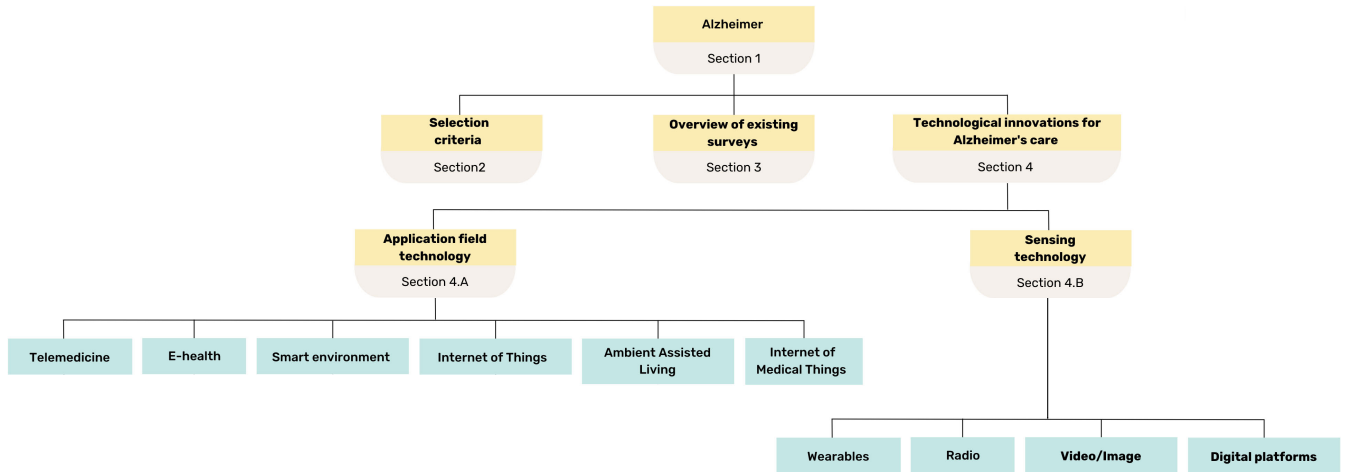 Alzheimer
Section 1
Selection
criteria
Section2
Overview of existing
surveys
Section 3
Technological innovations for
Alzheimer's care
Section 4
Application field
technology
Section 4.A
Sensing
technology
Section 4.B
Telemedicine
E-health
Smart environment
Internet of Things
Ambient Assisted
Living
Internet of
Medical Things
Wearables
Radio
Video/Image
Digital platforms